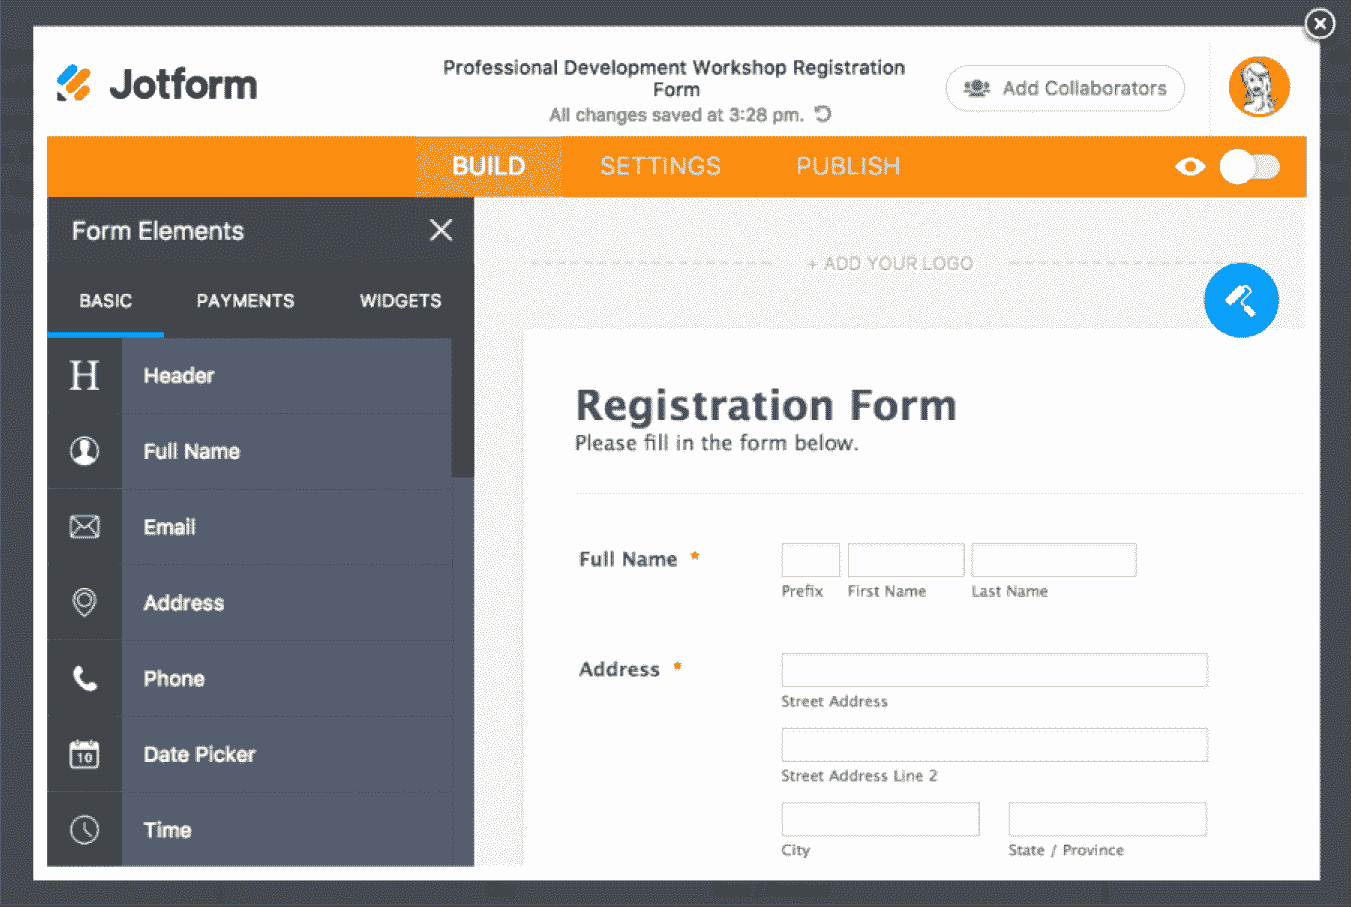 Jotform
Professional Development Workshop Registration
Form
All changes saved at 3:28 pm.
Add Collaborators
BUILD
SETTINGS
PUBLISH
Form Elements
BASIC
PAYMENTS
WIDGETS
H Header
Full Name
Email
Address
Phone
10 Date Picker
Time
+ ADD YOUR LOGO
Registration Form
Please fill in the form below.
Full Name *
Prefix
First Name
Last Name
Address *
Street Address
Street Address Line 2
City
State / Province